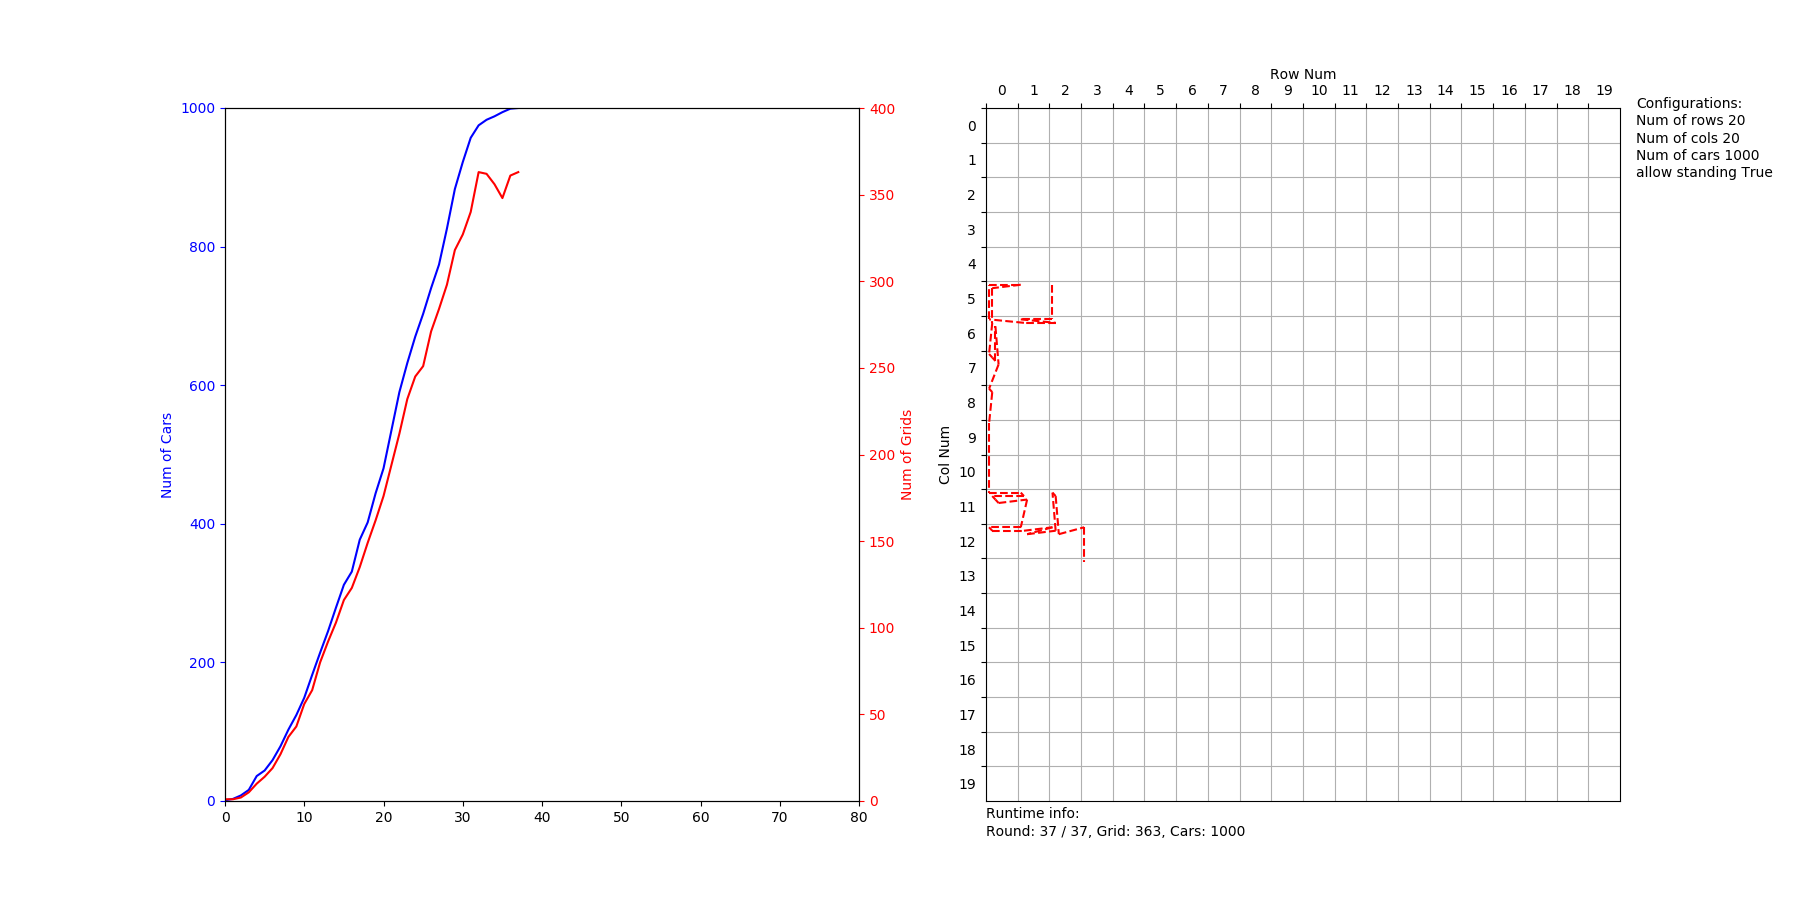 Num of Cars
1000
800
600
400
200
0
0 10 20 30 40 50 60 70 80
400
350
300
250
200
150
100
50
0
Num of Grids
Row Num
0 1 2 3 4 5 6 7 8 9 10 11 12 13 14 15 16 17 18 19
Col Num
0
1
2
3
4
5
6
7
8
9
10
11
12
13
14
15
16
17
18
19
Configurations:
Num of rows 20
Num of cols 20
Num of cars 1000
allow standing True
Runtime info:
Round: 37 / 37, Grid: 363, Cars: 1000